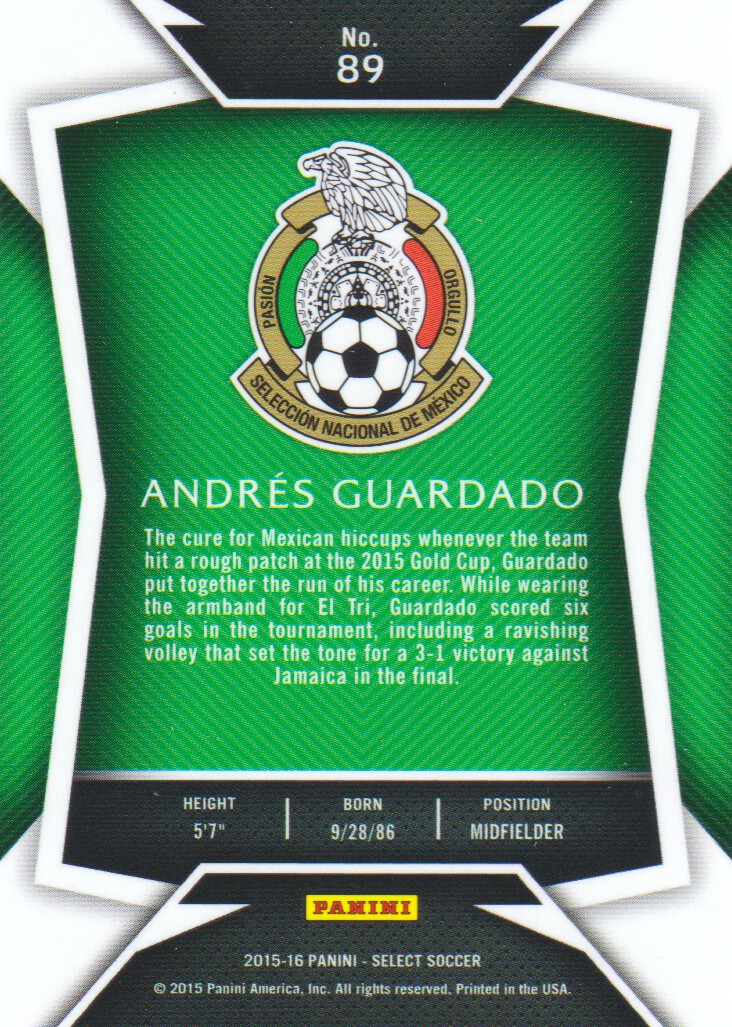 No.
89
PASIÓN
ORGULLO
SELECCIÓN NACIONAL DE MÉXICO
ANDRÉS GUARDADO
The cure for Mexican hiccups whenever the team
hit a rough patch at the 2015 Gold Cup, Guardado
put together the run of his career. While wearing
the armband for El Tri, Guardado scored six
goals in the tournament, including a ravishing
volley that set the tone for a 3-1 victory against
Jamaica in the final.
HEIGHT
5'7"
BORN
9/28/86
POSITION
MIDFIELDER
PANINI
2015-16 PANINI - SELECT SOCCER
© 2015 Panini America, Inc. All rights reserved. Printed in the USA.